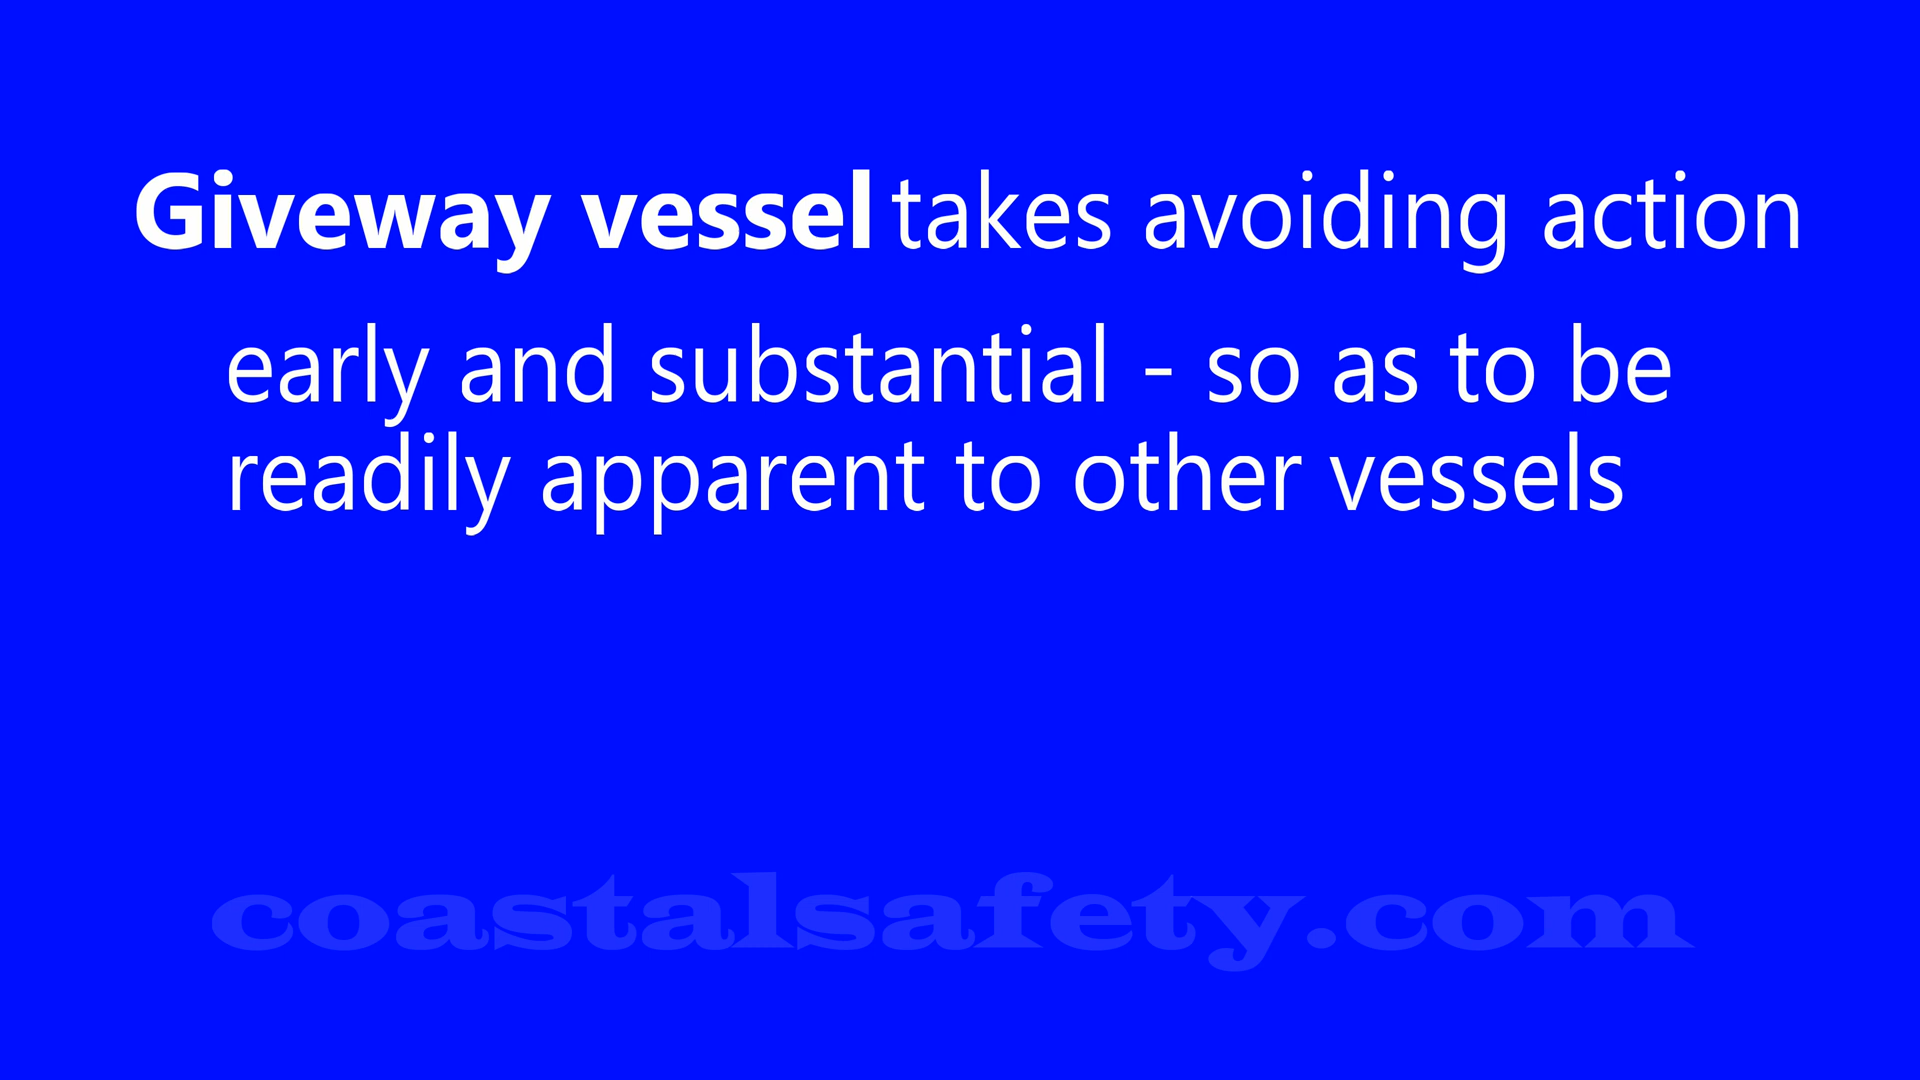 Giveway vessel takes avoiding action
early and substantial - so as to be
readily apparent to other vessels
coastalsafety.com